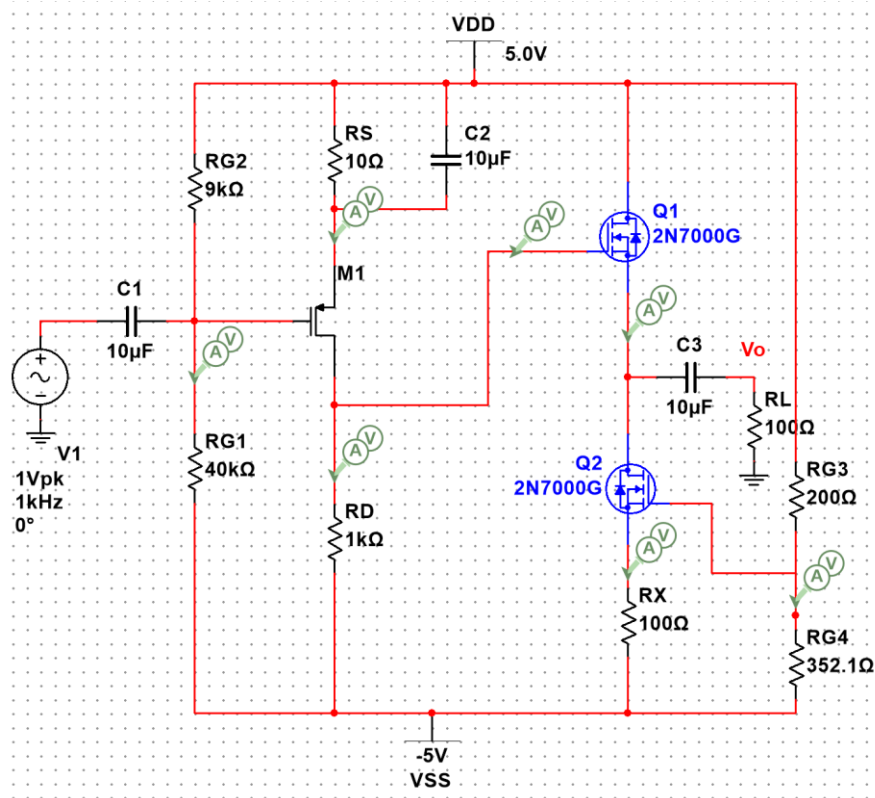 VDD
5.0V
RS
10Ω
C2
10µF
RG2
9kΩ
A V
A V
Q1
2N7000G
M1
C1
10µF
A V
A V
C3
10µF
Vo
RL
100Ω
V1
1Vpk
1kHz
0°
RG1
40kΩ
A V
Q2
2N7000G
RG3
200Ω
RD
1kΩ
A V
A V
RX
100Ω
RG4
352.1Ω
-5V
VSS